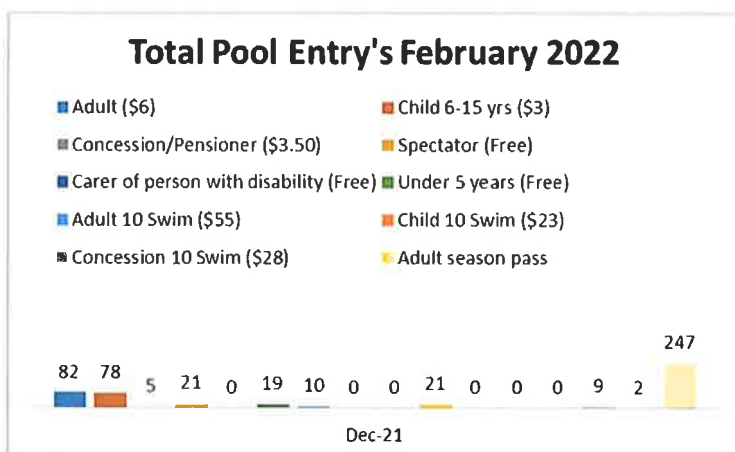 Total Pool Entry's February 2022
Adult ($6) Child 6-15 yrs ($3)
Concession/Pensioner ($3.50) Spectator (Free)
Carer of person with disability (Free) Under 5 years (Free)
Adult 10 Swim ($55) Child 10 Swim ($23)
Concession 10 Swim ($28) Adult season pass
247
82 78 5 21 0 19 10 0 0 21 0 0 0 9 2
Dec-21